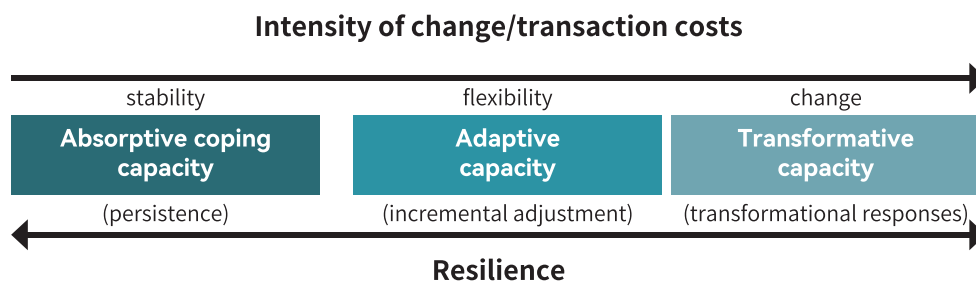 Intensity of change/transaction costs
stability
flexibility
change
Absorptive coping
capacity
Adaptive
capacity
Transformative
capacity
(persistence)
(incremental adjustment)
(transformational responses)
Resilience